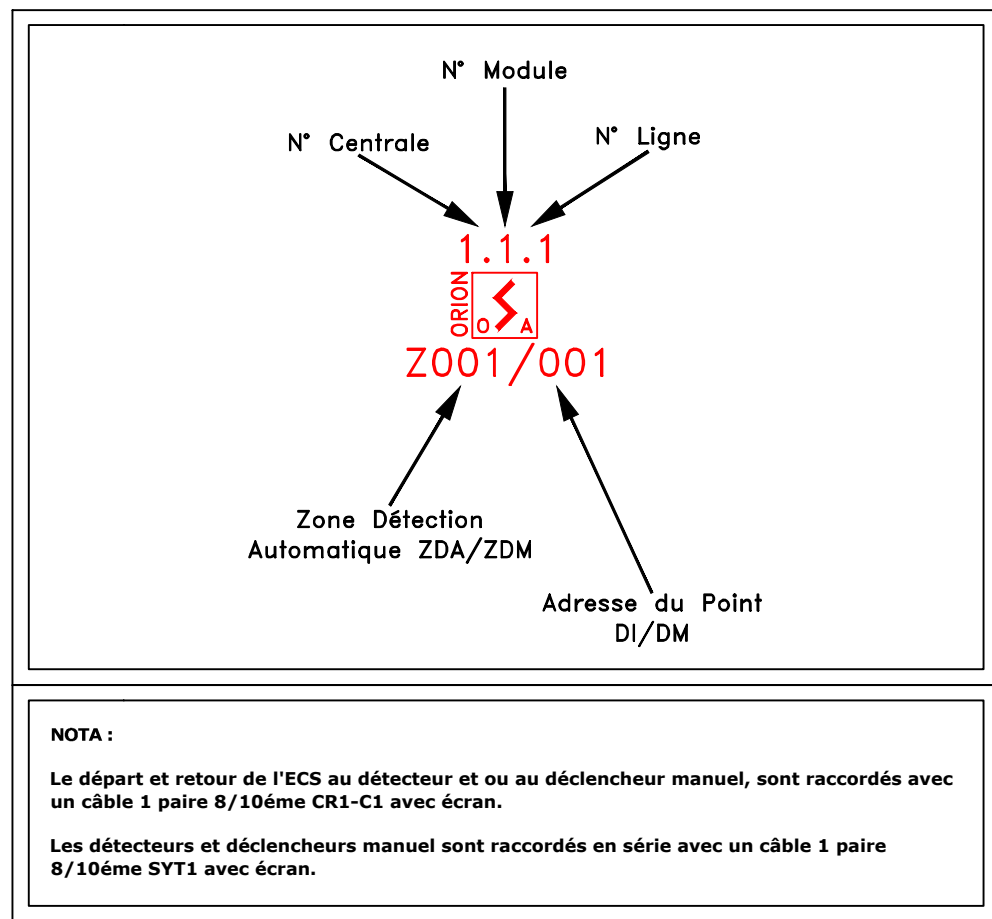 N° Module
N° Centrale
N° Ligne
1.1.1
ORION
O A
Z001/001
Zone Détection
Automatique ZDA/ZDM
Adresse du Point
DI/DM
NOTA :
Le départ et retour de l'ECS au détecteur et ou au déclencheur manuel, sont raccordés avec
un câble 1 paire 8/10éme CR1-C1 avec écran.
Les détecteurs et déclencheurs manuel sont raccordés en série avec un câble 1 paire
8/10éme SYT1 avec écran.